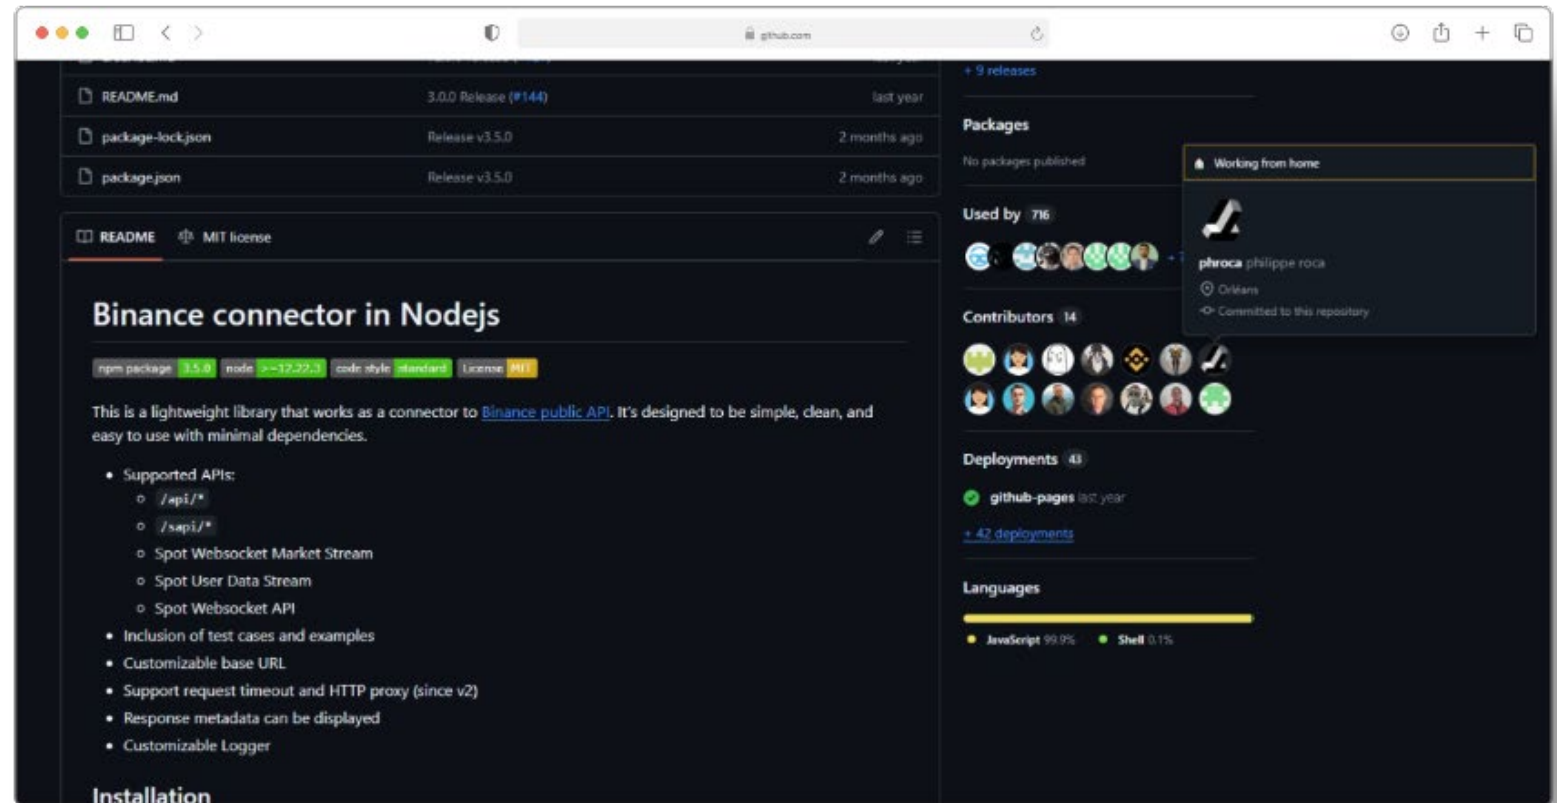 github.com
README.md 3.0.0 Release (#144) last year
package-lock.json Release v3.5.0 2 months ago
package.json Release v3.5.0 2 months ago
README MIT license
Binance connector in Nodejs
npm package 3.5.0 node >=12.22.3 code style standard License MIT
This is a lightweight library that works as a connector to Binance public API. It's designed to be simple, clean, and
easy to use with minimal dependencies.
• Supported APIs:
/api/*
/sapi/*
Spot Websocket Market Stream
Spot User Data Stream
Spot Websocket API
• Inclusion of test cases and examples
• Customizable base URL
• Support request timeout and HTTP proxy (since v2)
• Response metadata can be displayed
• Customizable Logger
Installation
+ 9 releases
Packages
No packages published
Used by 716
Contributors 14
Deployments 43
github-pages last year
+ 42 deployments
Languages
JavaScript 99.9% Shell 0.1%
Working from home
phroca philippe roca
Orléans
Committed to this repository